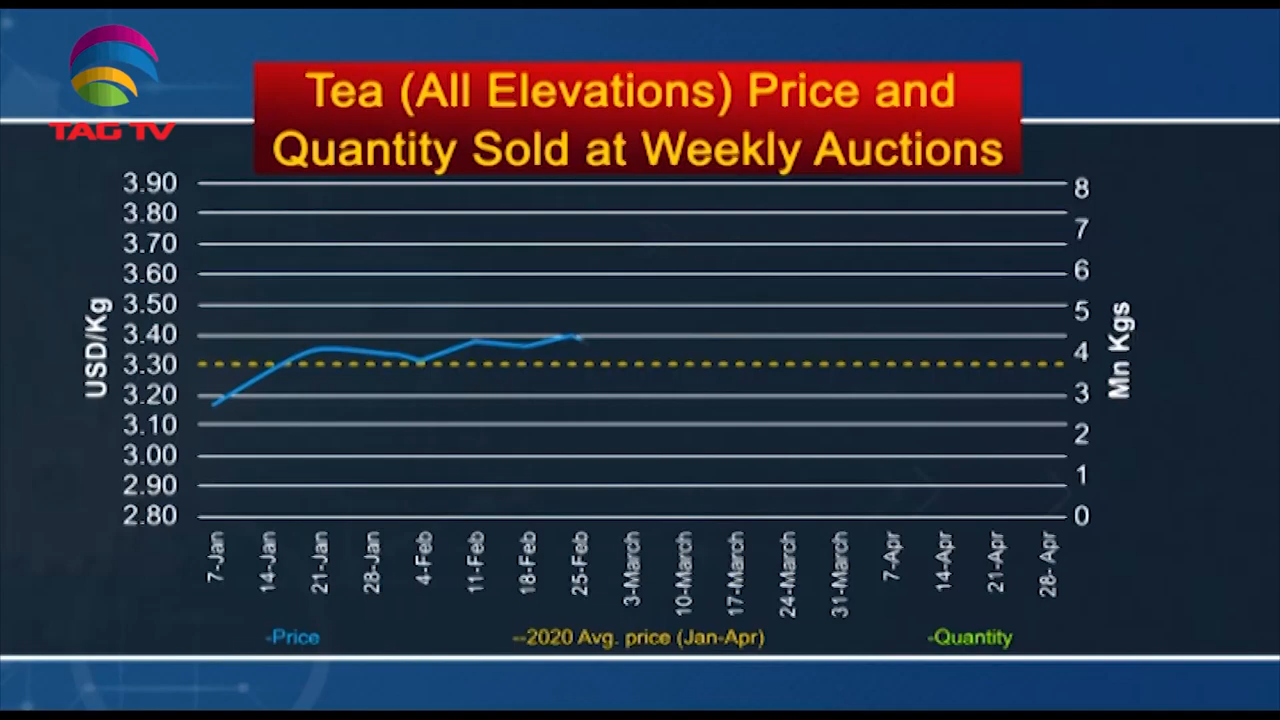 TAG TV
Tea (All Elevations) Price and
Quantity Sold at Weekly Auctions
3.90
3.80
3.70
3.60
3.50
3.40
3.30
3.20
3.10
3.00
2.90
2.80
USD/Kg
8
7
6
5
4
3
2
1
0
Mn Kgs
7-Jan
14-Jan
21-Jan
28-Jan
4-Feb
11-Feb
18-Feb
25-Feb
3-March
10-March
17-March
24-March
31-March
7-Apr
14-Apr
21-Apr
28- Apr
-Price
--2020 Avg. price (Jan-Apr)
-Quantity